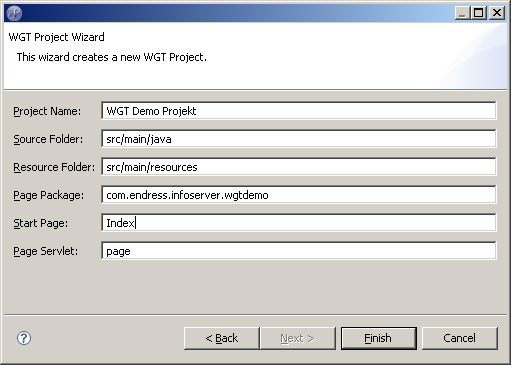 WGT Project Wizard
This wizard creates a new WGT Project.
Project Name: WGT Demo Projekt
Source Folder: src/main/java
Resource Folder: src/main/resources
Page Package: com.endress.infoserver.wgtdemo
Start Page: Index
Page Servlet: page
? < Back Next > Finish Cancel